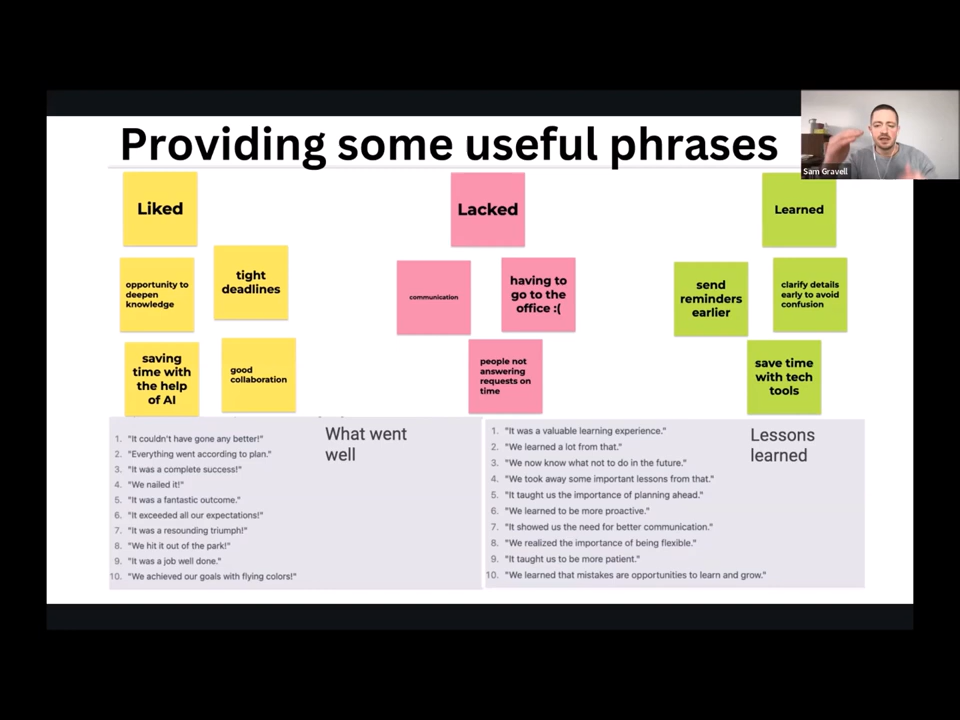 Providing some useful phrases
Sam Gravell
Liked
Lacked
Learned
opportunity to
deepen
knowledge
tight
deadlines
communication
having to
go to the
office :(
send
reminders
earlier
clarify details
early to avoid
confusion
saving
time with
the help
of AI
good
collaboration
people not
answering
requests on
time
save time
with tech
tools
What went
well
1. "It couldn't have gone any better!"
2. "Everything went according to plan."
3. "It was a complete success!"
4. "We nailed it!"
5. "It was a fantastic outcome."
6. "It exceeded all our expectations!"
7. "It was a resounding triumph!"
8. "We hit it out of the park!"
9. "It was a job well done."
10. "We achieved our goals with flying colors!"
Lessons
learned
1. "It was a valuable learning experience."
2. "We learned a lot from that."
3. "We now know what not to do in the future."
4. "We took away some important lessons from that."
5. "It taught us the importance of planning ahead."
6. "We learned to be more proactive."
7. "It showed us the need for better communication."
8. "We realized the importance of being flexible."
9. "It taught us to be more patient."
10. "We learned that mistakes are opportunities to learn and grow."